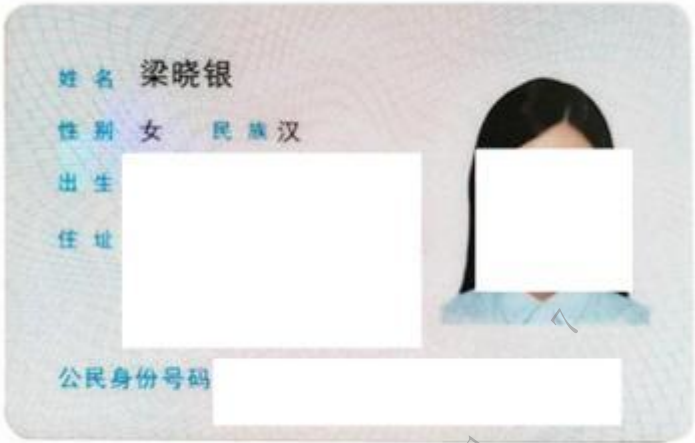 姓名 梁晓银
性别 女 民族 汉
出生
住址
公民身份号码